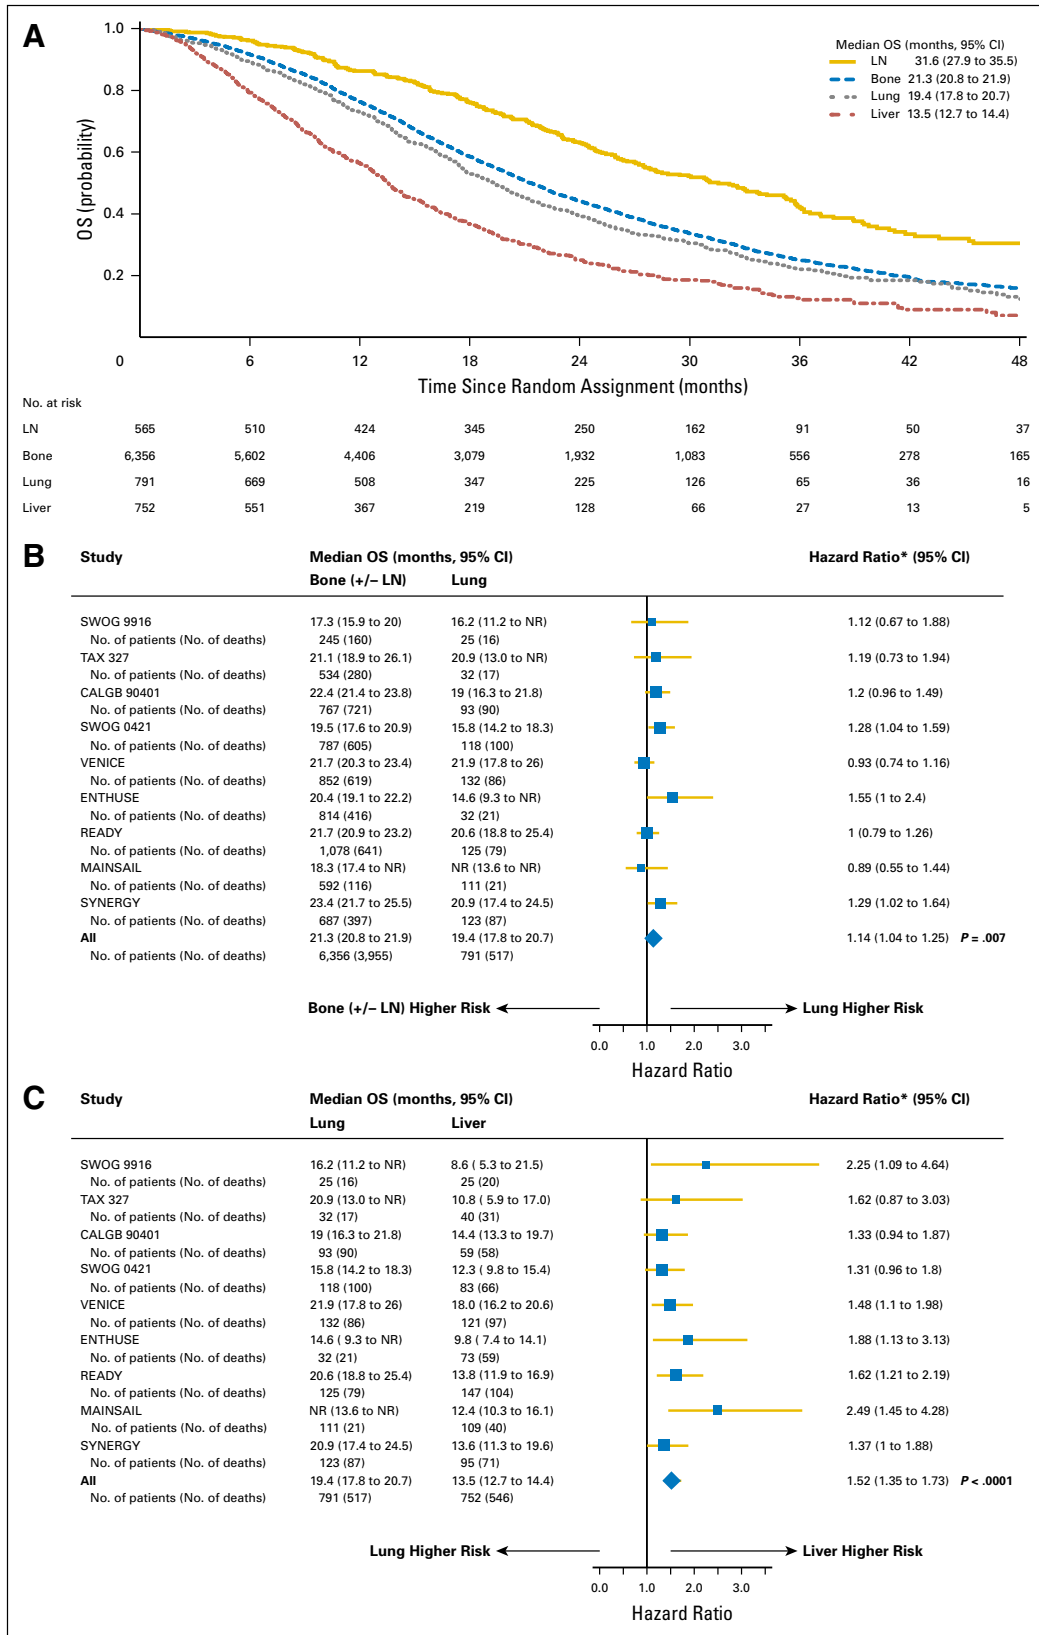 A
1.0
0.8
0.6
0.4
0.2
OS (probability)
Median OS (months, 95% CI)
LN 31.6 (27.9 to 35.5)
Bone 21.3 (20.8 to 21.9)
Lung 19.4 (17.8 to 20.7)
Liver 13.5 (12.7 to 14.4)
0 6 12 18 24 30 36 42 48
Time Since Random Assignment (months)
No. at risk
LN 565 510 424 345 250 162 91 50 37
Bone 6,356 5,602 4,406 3,079 1,932 1,083 556 278 165
Lung 791 669 508 347 225 126 65 36 16
Liver 752 551 367 219 128 66 27 13 5
B
Study Median OS (months, 95% CI) Hazard Ratio* (95% CI)
Bone (+/– LN) Lung
SWOG 9916 17.3 (15.9 to 20) 16.2 (11.2 to NR) 1.12 (0.67 to 1.88)
No. of patients (No. of deaths) 245 (160) 25 (16)
TAX 327 21.1 (18.9 to 26.1) 20.9 (13.0 to NR) 1.19 (0.73 to 1.94)
No. of patients (No. of deaths) 534 (280) 32 (17)
CALGB 90401 22.4 (21.4 to 23.8) 19 (16.3 to 21.8) 1.2 (0.96 to 1.49)
No. of patients (No. of deaths) 767 (721) 93 (90)
SWOG 0421 19.5 (17.6 to 20.9) 15.8 (14.2 to 18.3) 1.28 (1.04 to 1.59)
No. of patients (No. of deaths) 787 (605) 118 (100)
VENICE 21.7 (20.3 to 23.4) 21.9 (17.8 to 26) 0.93 (0.74 to 1.16)
No. of patients (No. of deaths) 852 (619) 132 (86)
ENTHUSE 20.4 (19.1 to 22.2) 14.6 (9.3 to NR) 1.55 (1 to 2.4)
No. of patients (No. of deaths) 814 (416) 32 (21)
READY 21.7 (20.9 to 23.2) 20.6 (18.8 to 25.4) 1 (0.79 to 1.26)
No. of patients (No. of deaths) 1,078 (641) 125 (79)
MAINSAIL 18.3 (17.4 to NR) NR (13.6 to NR) 0.89 (0.55 to 1.44)
No. of patients (No. of deaths) 592 (116) 111 (21)
SYNERGY 23.4 (21.7 to 25.5) 20.9 (17.4 to 24.5) 1.29 (1.02 to 1.64)
No. of patients (No. of deaths) 687 (397) 123 (87)
All 21.3 (20.8 to 21.9) 19.4 (17.8 to 20.7) 1.14 (1.04 to 1.25) P = .007
No. of patients (No. of deaths) 6,356 (3,955) 791 (517)
Bone (+/– LN) Higher Risk Lung Higher Risk
0.0 1.0 2.0 3.0
Hazard Ratio
C
Study Median OS (months, 95% CI) Hazard Ratio* (95% CI)
Lung Liver
SWOG 9916 16.2 (11.2 to NR) 8.6 ( 5.3 to 21.5) 2.25 (1.09 to 4.64)
No. of patients (No. of deaths) 25 (16) 25 (20)
TAX 327 20.9 (13.0 to NR) 10.8 ( 5.9 to 17.0) 1.62 (0.87 to 3.03)
No. of patients (No. of deaths) 32 (17) 40 (31)
CALGB 90401 19 (16.3 to 21.8) 14.4 (13.3 to 19.7) 1.33 (0.94 to 1.87)
No. of patients (No. of deaths) 93 (90) 59 (58)
SWOG 0421 15.8 (14.2 to 18.3) 12.3 ( 9.8 to 15.4) 1.31 (0.96 to 1.8)
No. of patients (No. of deaths) 118 (100) 83 (66)
VENICE 21.9 (17.8 to 26) 18.0 (16.2 to 20.6) 1.48 (1.1 to 1.98)
No. of patients (No. of deaths) 132 (86) 121 (97)
ENTHUSE 14.6 ( 9.3 to NR) 9.8 ( 7.4 to 14.1) 1.88 (1.13 to 3.13)
No. of patients (No. of deaths) 32 (21) 73 (59)
READY 20.6 (18.8 to 25.4) 13.8 (11.9 to 16.9) 1.62 (1.21 to 2.19)
No. of patients (No. of deaths) 125 (79) 147 (104)
MAINSAIL NR (13.6 to NR) 12.4 (10.3 to 16.1) 2.49 (1.45 to 4.28)
No. of patients (No. of deaths) 111 (21) 109 (40)
SYNERGY 20.9 (17.4 to 24.5) 13.6 (11.3 to 19.6) 1.37 (1 to 1.88)
No. of patients (No. of deaths) 123 (87) 95 (71)
All 19.4 (17.8 to 20.7) 13.5 (12.7 to 14.4) 1.52 (1.35 to 1.73) P < .0001
No. of patients (No. of deaths) 791 (517) 752 (546)
Lung Higher Risk Liver Higher Risk
0.0 1.0 2.0 3.0
Hazard Ratio